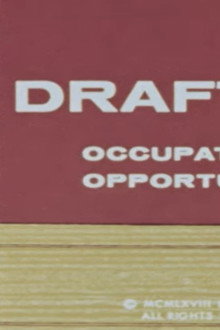 DRAFT
OCCUPAT
OPPORTU
© MCMLXVIII
ALL RIGHTS